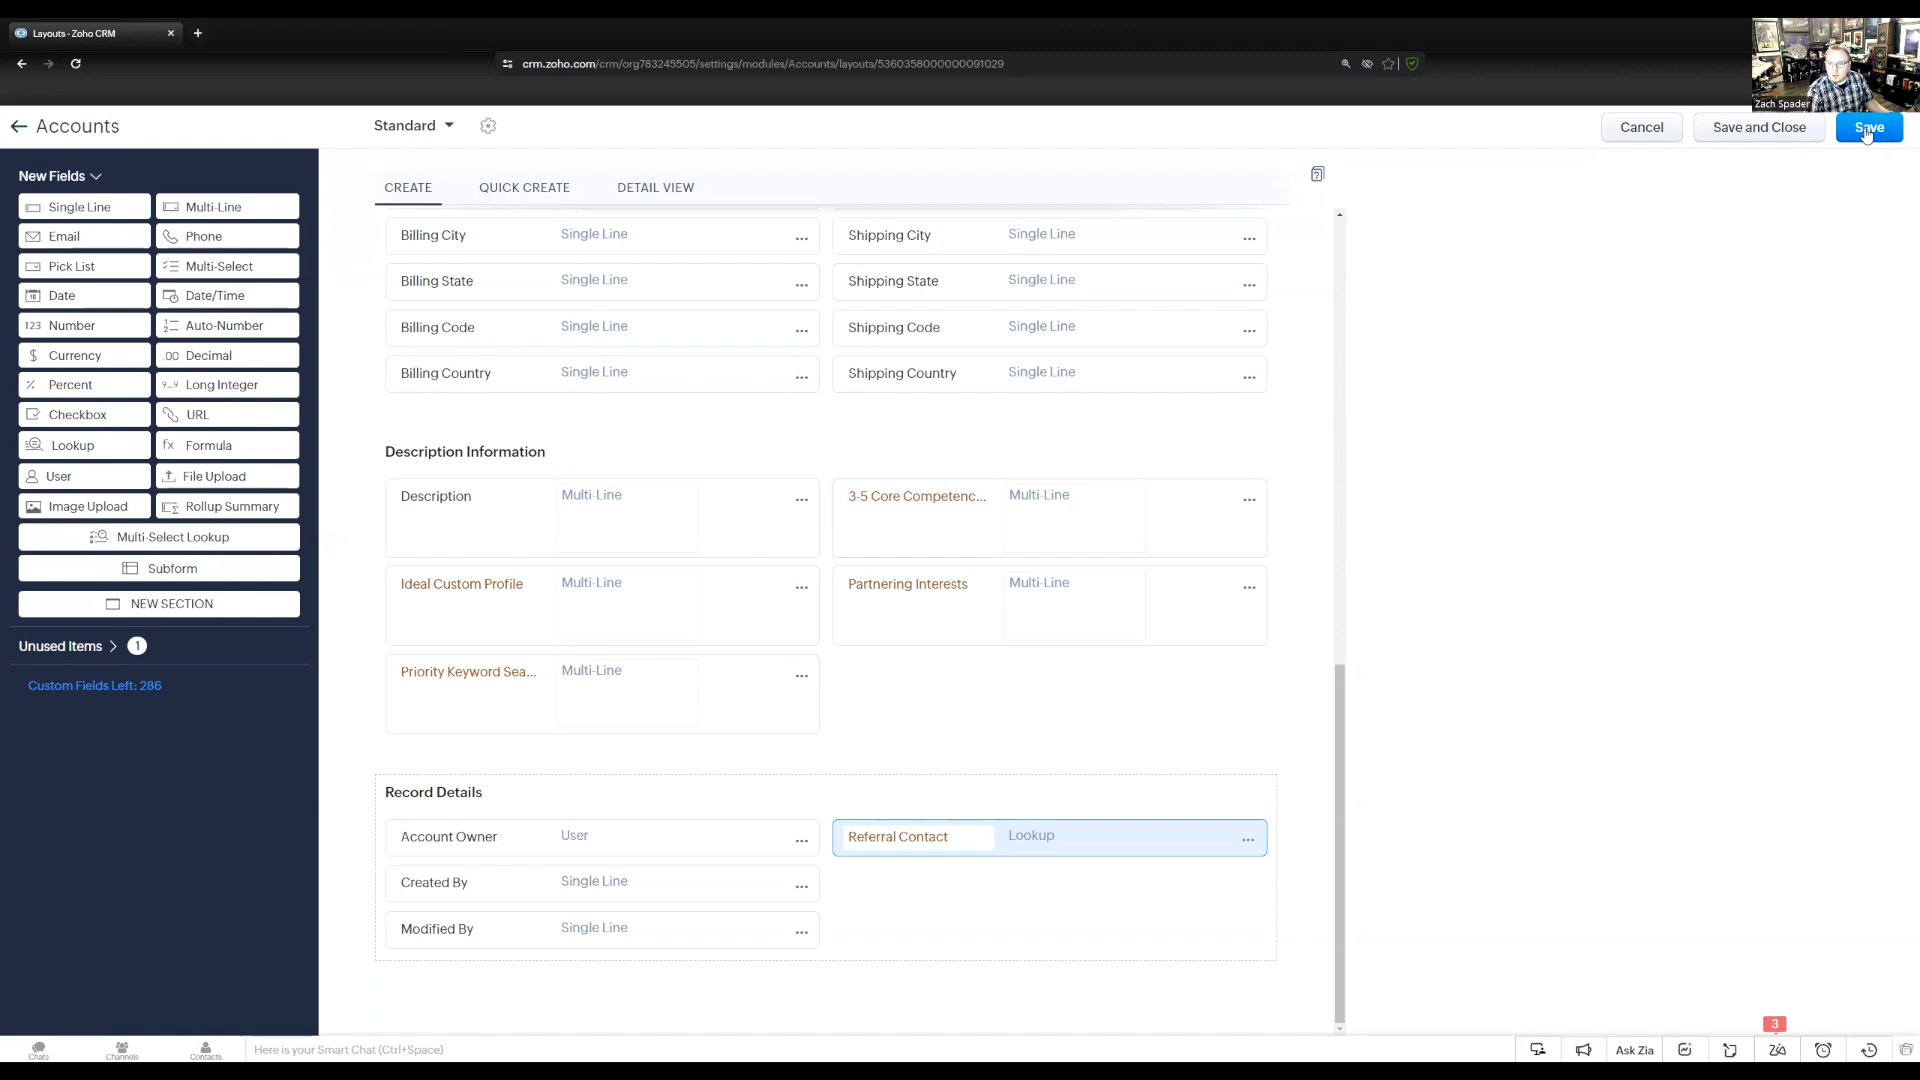 Layouts - Zoho CRM
crm.zoho.com/crm/org783245505/settings/modules/Accounts/layouts/5360358000000091029
Zach Spader
Accounts
Standard
Cancel
Save and Close
Save
New Fields
Single Line
Multi-Line
Email
Phone
Pick List
Multi-Select
Date
Date/Time
123 Number
Auto-Number
$ Currency
.00 Decimal
% Percent
9...9 Long Integer
Checkbox
URL
Lookup
fx Formula
User
File Upload
Image Upload
Rollup Summary
Multi-Select Lookup
Subform
NEW SECTION
Unused Items 1
Custom Fields Left: 286
CREATE QUICK CREATE DETAIL VIEW
Billing City Single Line ... Shipping City Single Line ...
Billing State Single Line ... Shipping State Single Line ...
Billing Code Single Line ... Shipping Code Single Line ...
Billing Country Single Line ... Shipping Country Single Line ...
Description Information
Description Multi-Line ... 3-5 Core Competenc... Multi-Line ...
Ideal Custom Profile Multi-Line ... Partnering Interests Multi-Line ...
Priority Keyword Sea... Multi-Line ...
Record Details
Account Owner User ... Referral Contact Lookup ...
Created By Single Line ...
Modified By Single Line ...
3
Chats Channels Contacts
Here is your Smart Chat (Ctrl+Space)
Ask Zia